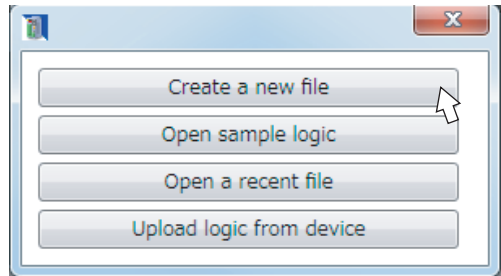 Create a new file
Open sample logic
Open a recent file
Upload logic from device